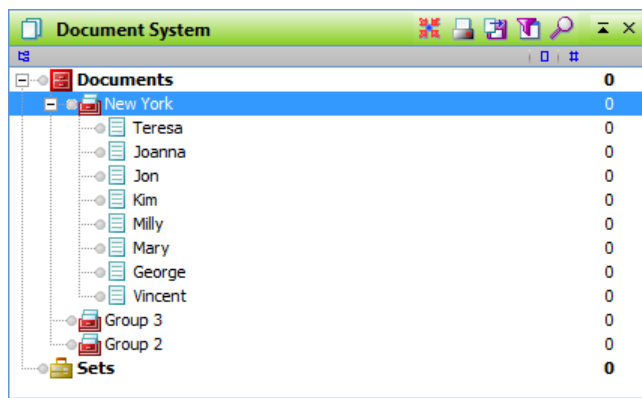 Document System
#
Documents 0
New York 0
Teresa 0
Joanna 0
Jon 0
Kim 0
Milly 0
Mary 0
George 0
Vincent 0
Group 3 0
Group 2 0
Sets 0